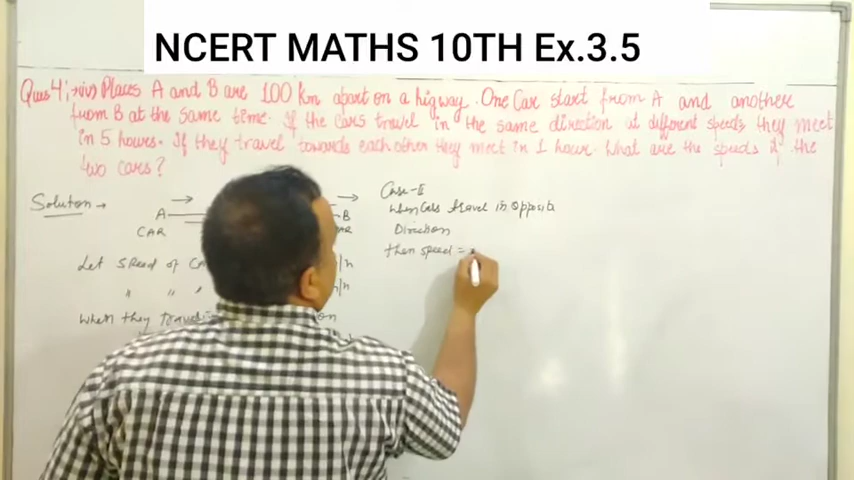 NCERT MATHS 10TH Ex.3.5
Ques 4: (iv) Places A and B are 100 km apart on a higway. One Car start from A and another
from B at the same time. If the cars travel in the same direction at different speeds they meet
in 5 hours. If they travel towards each other they meet in 1 hour. What are the speeds of the
two cars?
Solution →
A
B
CAR
AR
Let speed of
When they
on
Case-II
When Cars travel in Opposite
Direction
then speed =